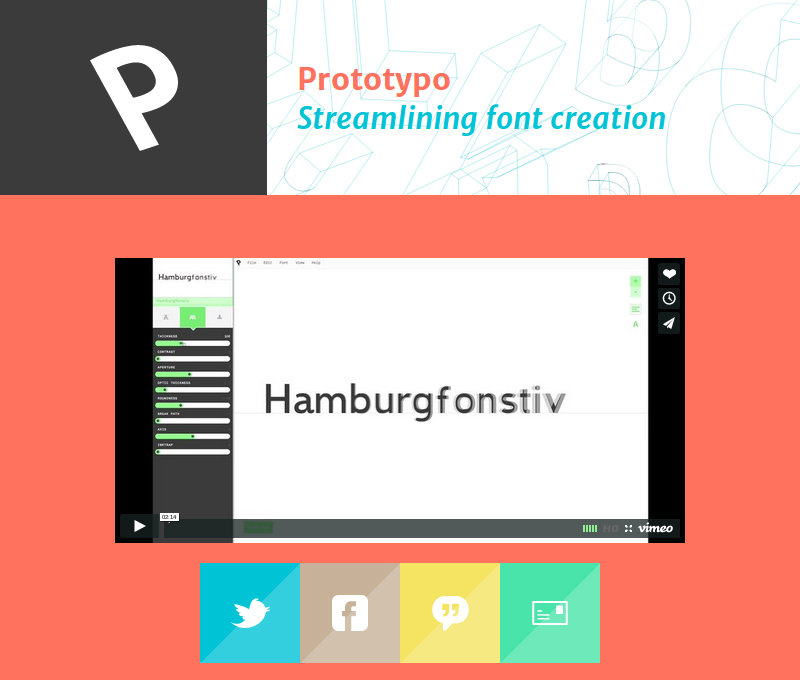 P
Prototypo
Streamlining font creation
Hamburgfonstiv
File Edit Font View Help
Hamburgfonstiv
THICKNESS
CONTRAST
APERTURE
OPTIC THICKNESS
ROUNDNESS
BREAK PATH
AXIS
INKTRAP
+
-
A
Hamburgfonstiv
02:14
HD
vimeo